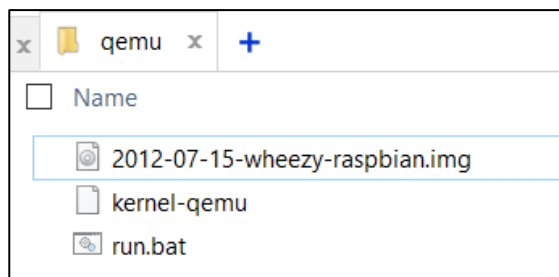 qemu
Name
2012-07-15-wheezy-raspbian.img
kernel-qemu
run.bat